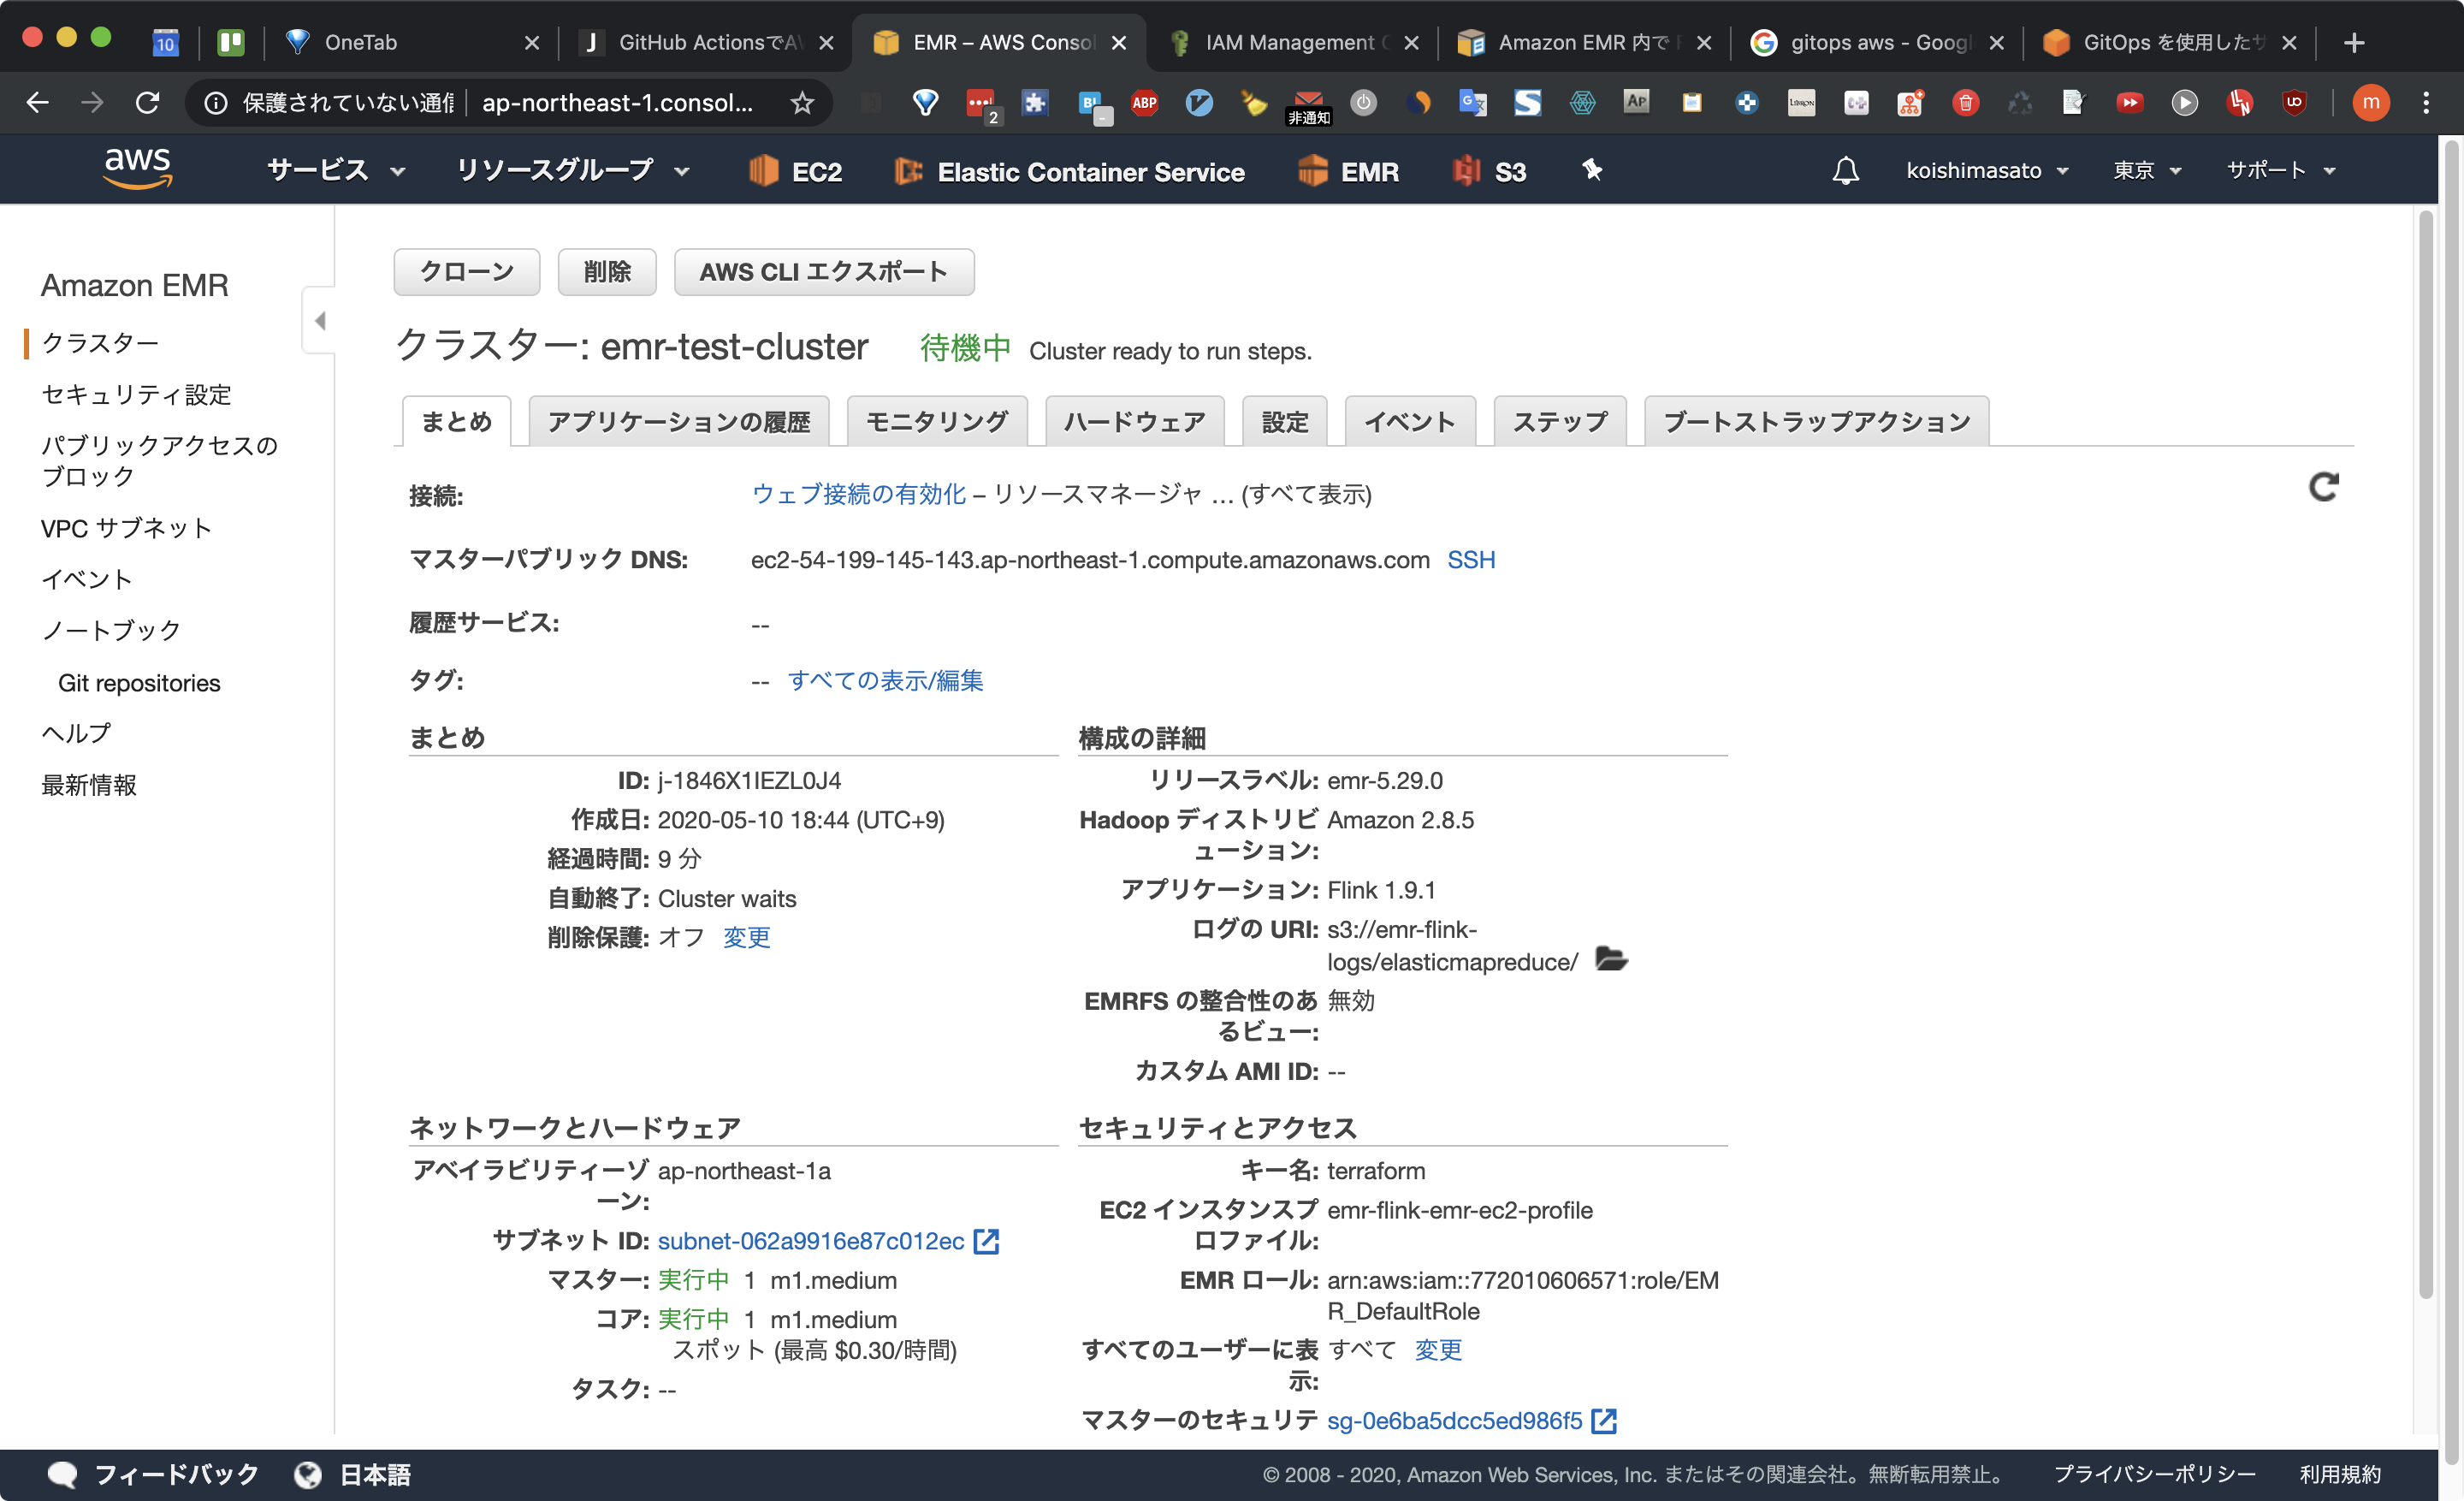 10
OneTab
J GitHub ActionsでAW
EMR – AWS Consol
IAM Management C
Amazon EMR 内で F
gitops aws - Googl
GitOps を使用したサ
保護されていない通信
ap-northeast-1.consol...
2
B!
ABP
非通知
AP
m
aws
サービス
リソースグループ
EC2
Elastic Container Service
EMR
S3
koishimasato
東京
サポート
Amazon EMR
クラスター
セキュリティ設定
パブリックアクセスの
ブロック
VPC サブネット
イベント
ノートブック
Git repositories
ヘルプ
最新情報
クローン
削除
AWS CLI エクスポート
クラスター: emr-test-cluster 待機中 Cluster ready to run steps.
まとめ
アプリケーションの履歴
モニタリング
ハードウェア
設定
イベント
ステップ
ブートストラップアクション
接続: ウェブ接続の有効化 – リソースマネージャ ... (すべて表示)
マスターパブリック DNS: ec2-54-199-145-143.ap-northeast-1.compute.amazonaws.com SSH
履歴サービス: --
タグ: -- すべての表示/編集
まとめ
ID: j-1846X1IEZL0J4
作成日: 2020-05-10 18:44 (UTC+9)
経過時間: 9 分
自動終了: Cluster waits
削除保護: オフ 変更
構成の詳細
リリースラベル: emr-5.29.0
Hadoop ディストリビ Amazon 2.8.5
ューション:
アプリケーション: Flink 1.9.1
ログの URI: s3://emr-flink-
logs/elasticmapreduce/
EMRFS の整合性のあ 無効
るビュー:
カスタム AMI ID: --
ネットワークとハードウェア
アベイラビリティーゾ ap-northeast-1a
ーン:
サブネット ID: subnet-062a9916e87c012ec
マスター: 実行中 1 m1.medium
コア: 実行中 1 m1.medium
スポット (最高 $0.30/時間)
タスク: --
セキュリティとアクセス
キー名: terraform
EC2 インスタンスプ emr-flink-emr-ec2-profile
ロファイル:
EMR ロール: arn:aws:iam::772010606571:role/EM
R_DefaultRole
すべてのユーザーに表 すべて 変更
示:
マスターのセキュリテ sg-0e6ba5dcc5ed986f5
フィードバック
日本語
© 2008 - 2020, Amazon Web Services, Inc. またはその関連会社。無断転用禁止。
プライバシーポリシー
利用規約